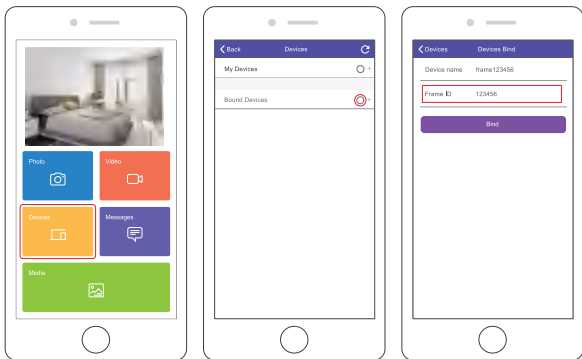 Photo
Video
Devices
Messages
Media
Back
Devices
My Devices
+
Bound Devices
+
Devices
Devices Bind
Device name
frame123456
Frame ID
123456
Bind